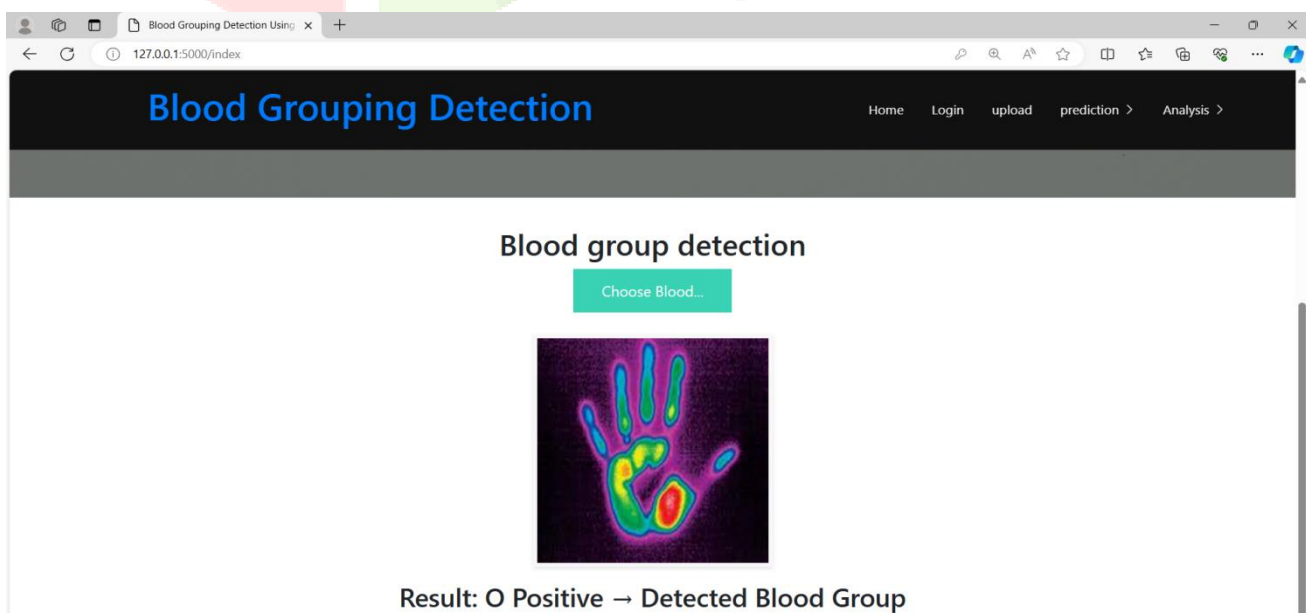 Blood Grouping Detection Using
127.0.0.1:5000/index
Blood Grouping Detection
Home Login upload prediction > Analysis >
Blood group detection
Choose Blood...
Result: O Positive → Detected Blood Group